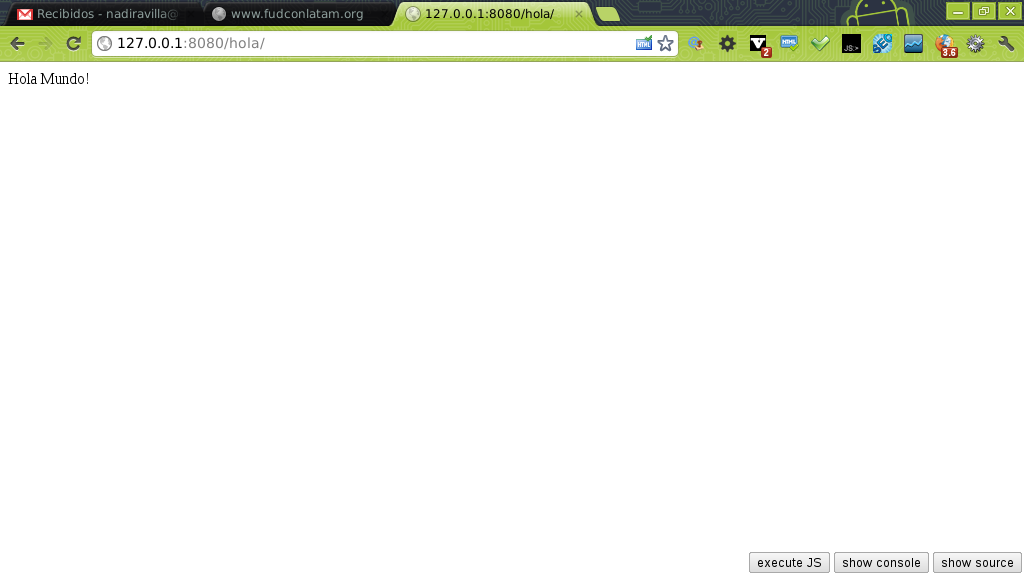 Recibidos - nadiravilla@
www.fudconlatam.org
127.0.0.1:8080/hola/
127.0.0.1:8080/hola/
HTML
2
HTML
JS:>
3.6
Hola Mundo!
execute JS
show console
show source